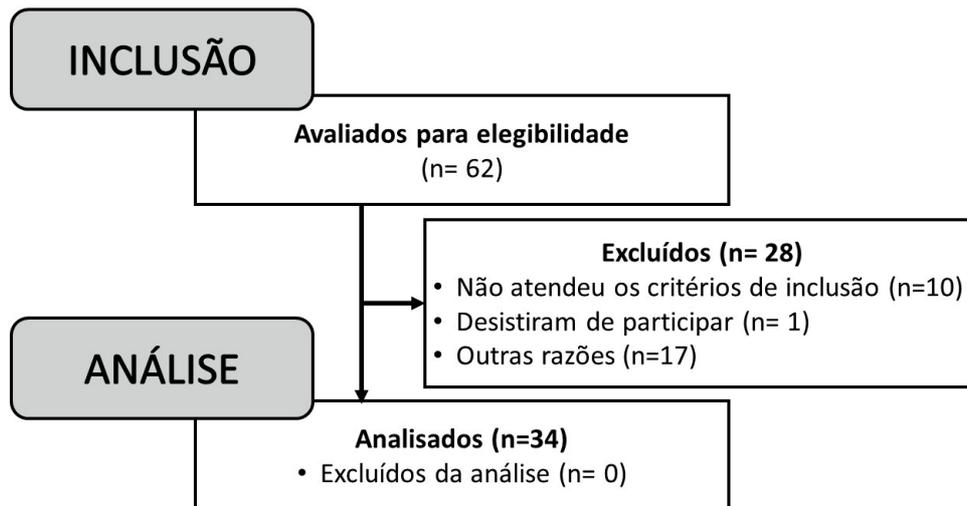 INCLUSÃO
Avaliados para elegibilidade
(n= 62)
Excluídos (n= 28)
• Não atendeu os critérios de inclusão (n=10)
• Desistiram de participar (n= 1)
• Outras razões (n=17)
ANÁLISE
Analisados (n=34)
• Excluídos da análise (n= 0)